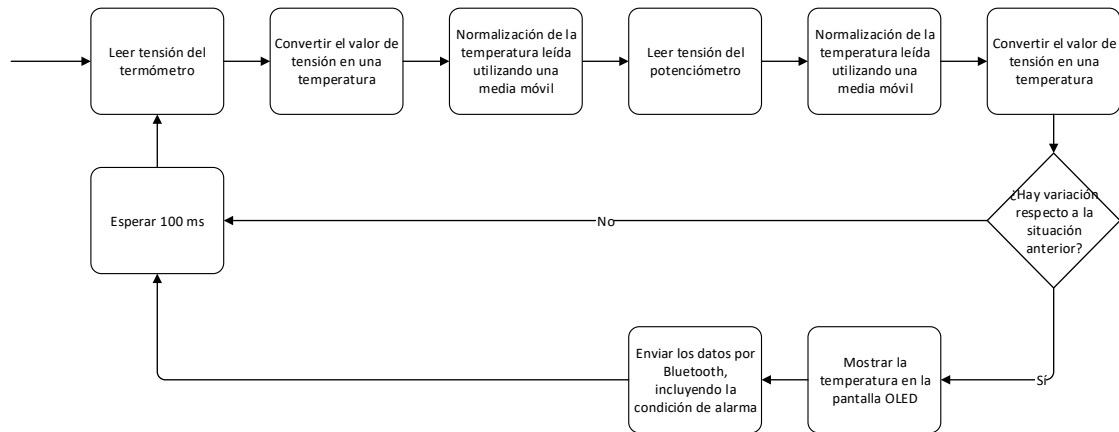 Leer tensión del
termómetro
Convertir el valor de
tensión en una
temperatura
Normalización de la
temperatura leída
utilizando una
media móvil
Leer tensión del
potenciómetro
Normalización de la
temperatura leída
utilizando una
media móvil
Convertir el valor de
tensión en una
temperatura
¿Hay variación
respecto a la
situación
anterior?
No
Esperar 100 ms
Sí
Mostrar la
temperatura en la
pantalla OLED
Enviar los datos por
Bluetooth,
incluyendo la
condición de alarma